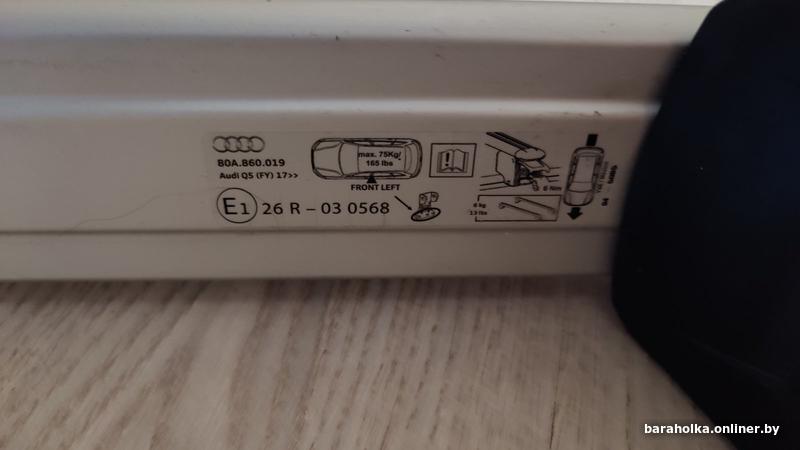 80A.860.019
Audi Q5 (FY) 17>>
max. 75Kg/
165 lbs
FRONT LEFT
E1 26 R – 03 0568
6 Nm
6 kg
13 lbs
baraholka.onliner.by